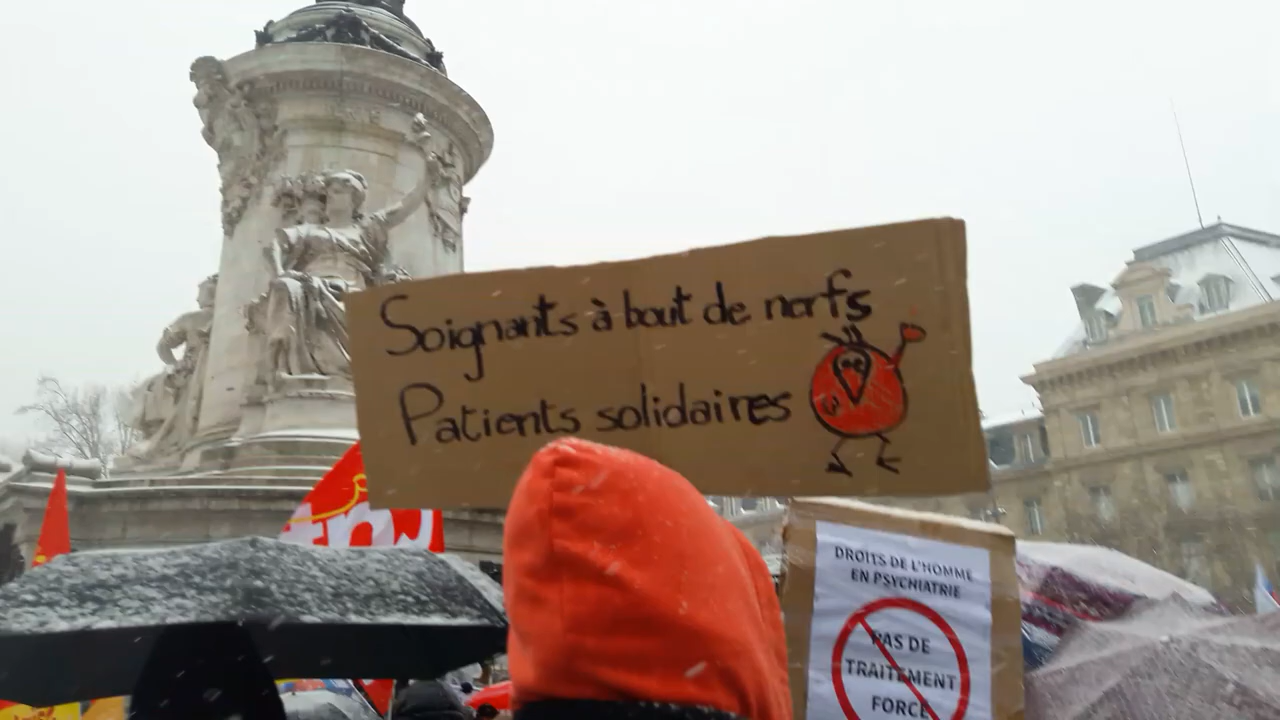 Soignants à bout de nerfs
Patients solidaires
DROITS DE L'HOMME
EN PSYCHIATRIE
PAS DE
TRAITEMENT
FORCÉ